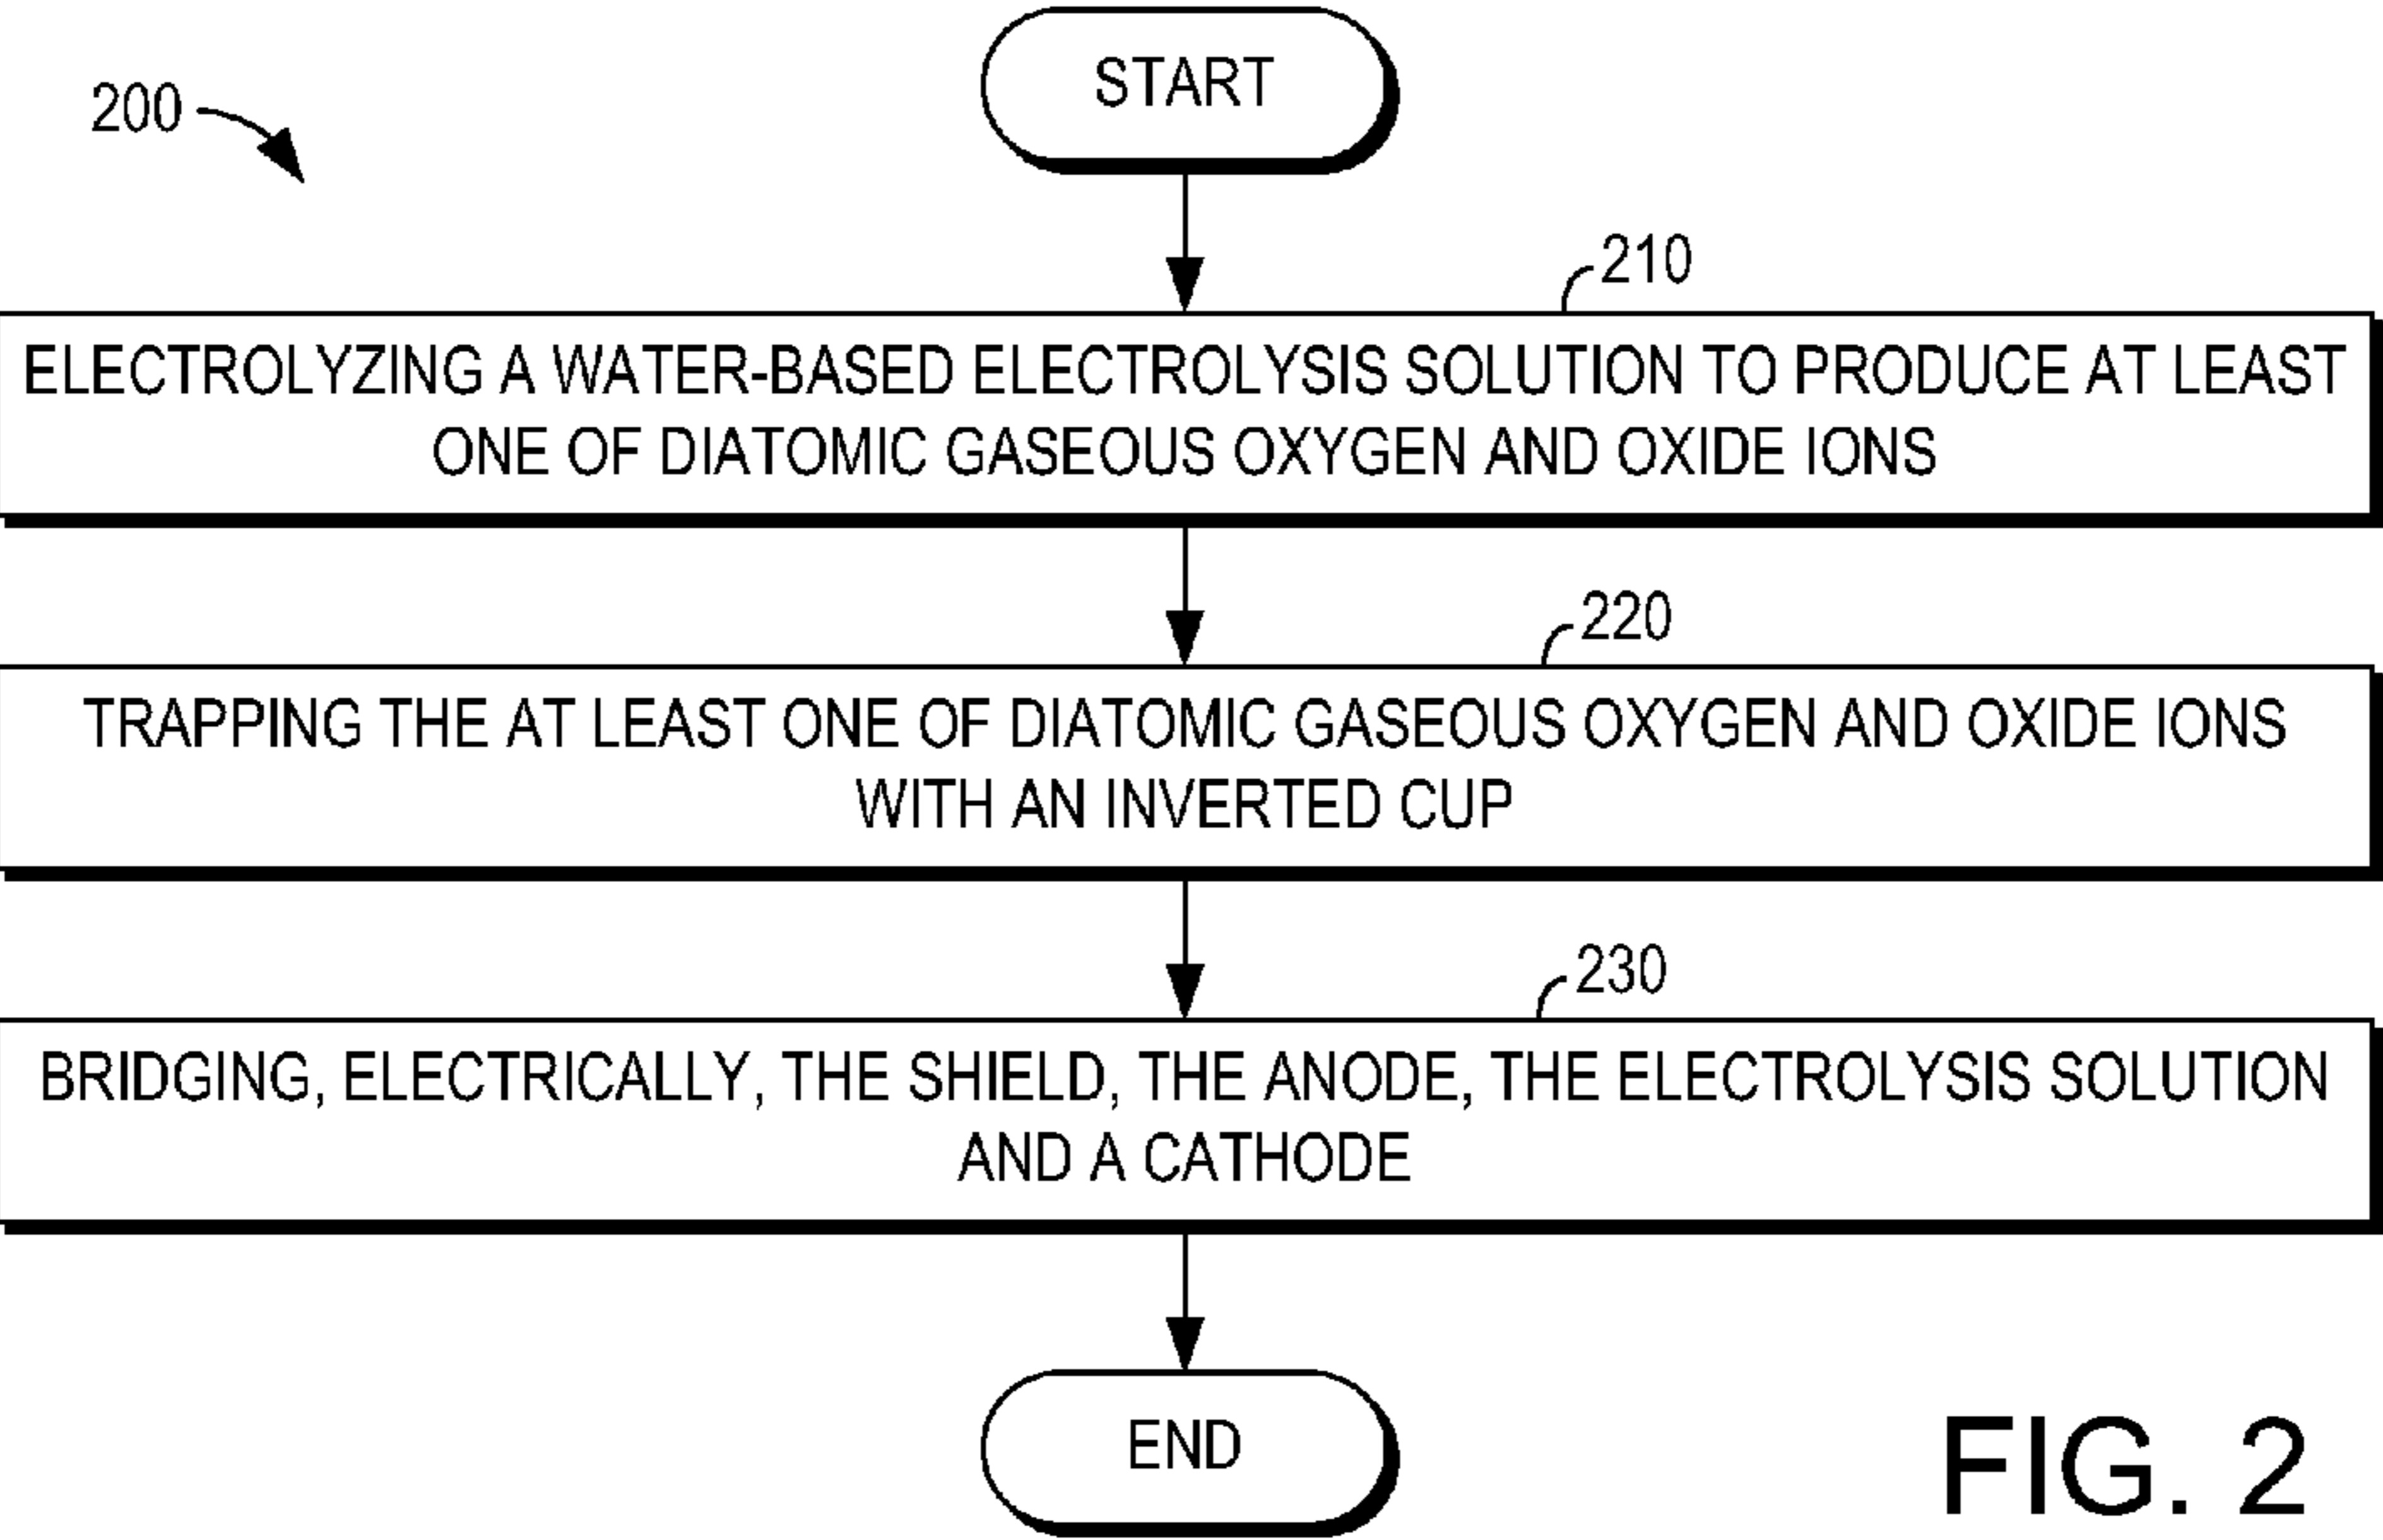 START
200
210
ELECTROLYZING A WATER-BASED ELECTROLYSIS SOLUTION TO PRODUCE AT LEAST
ONE OF DIATOMIC GASEOUS OXYGEN AND OXIDE IONS
220
TRAPPING THE AT LEAST ONE OF DIATOMIC GASEOUS OXYGEN AND OXIDE IONS
WITH AN INVERTED CUP
230
BRIDGING, ELECTRICALLY, THE SHIELD, THE ANODE, THE ELECTROLYSIS SOLUTION
AND A CATHODE
END
FIG. 2